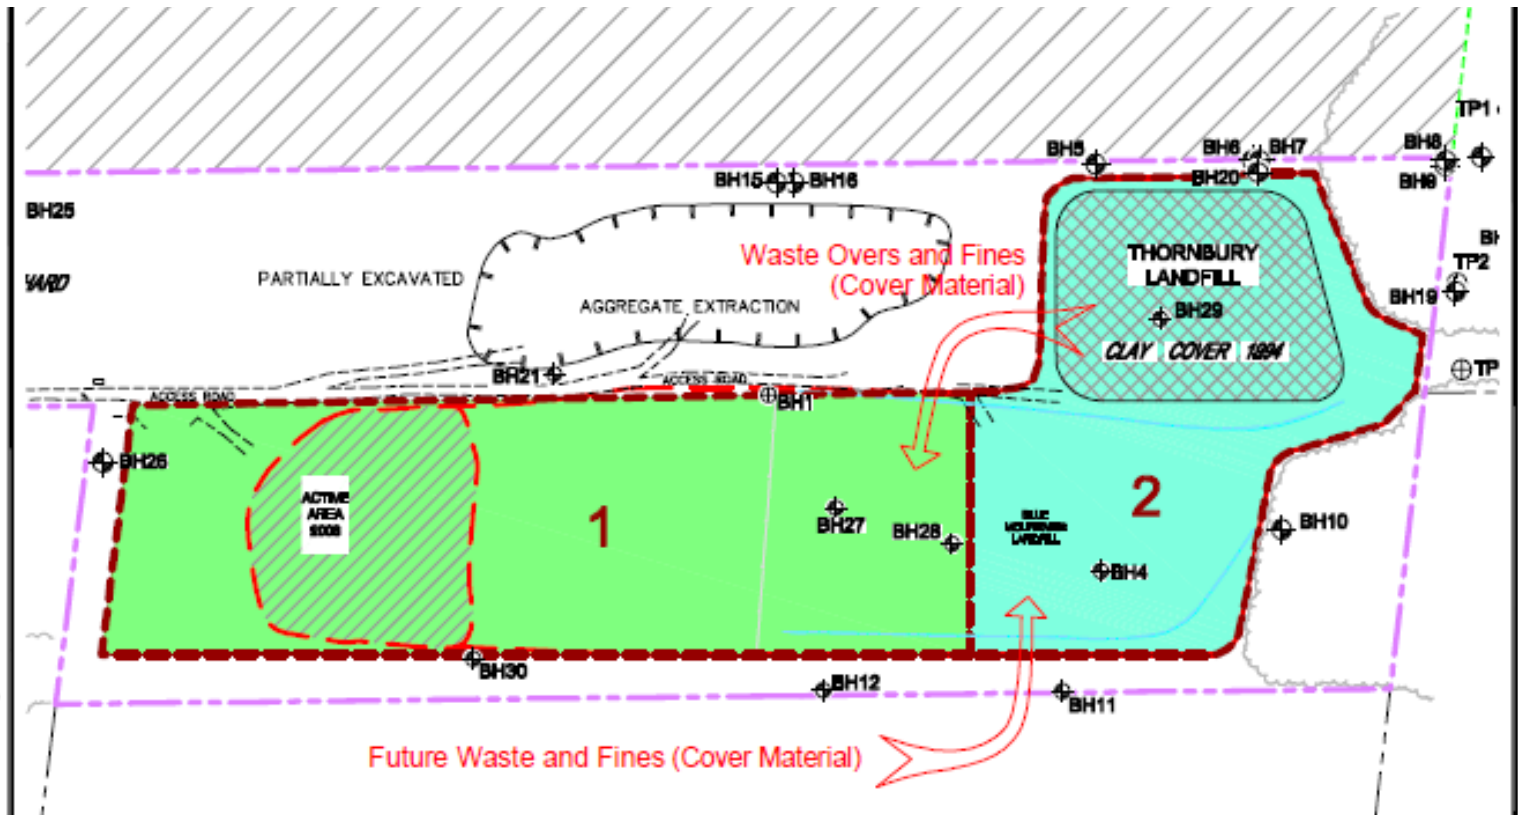 TP1
BH5
BH6
BH7
BH8
BH15
BH16
BH20
BH9
BH25
Waste Overs and Fines
(Cover Material)
THORNBURY
LANDFILL
TP2
PARTIALLY EXCAVATED
BH19
AGGREGATE EXTRACTION
BH29
CLAY COVER 1994
BH21
ACCESS ROAD
TP
ACCESS ROAD
BH1
BH26
ACTIVE
AREA
1
2
BH27
BH28
BH10
BLUE
LANDFILL
BH4
BH30
BH12
BH11
Future Waste and Fines (Cover Material)